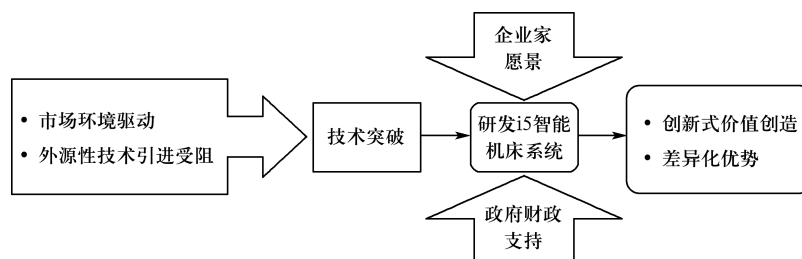 • 市场环境驱动
• 外源性技术引进受阻
技术突破
企业家
愿景
研发i5智能
机床系统
政府财政
支持
• 创新式价值创造
• 差异化优势